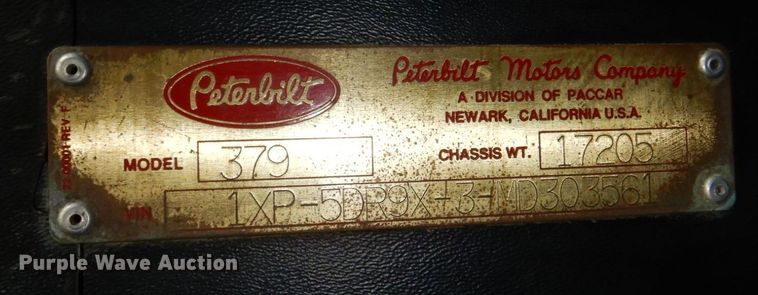 Peterbilt
Peterbilt Motors Company
A DIVISION OF PACCAR
NEWARK, CALIFORNIA U.S.A.
MODEL 379
CHASSIS WT. 17205
VIN 1XP-5DR9X-3-MD303561
Purple Wave Auction